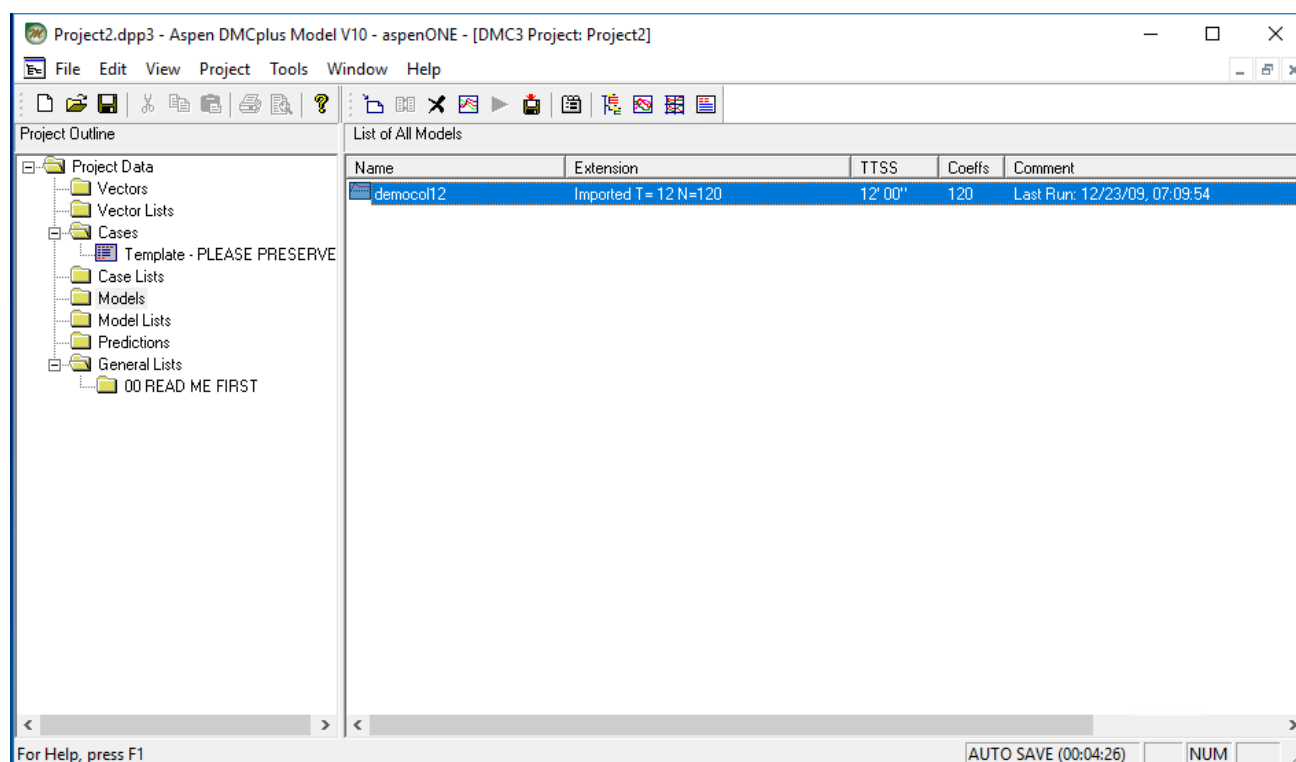 Project2.dpp3 - Aspen DMCplus Model V10 - aspenONE - [DMC3 Project: Project2]
File Edit View Project Tools Window Help
Project Outline
List of All Models
Project Data
Vectors
Vector Lists
Cases
Template - PLEASE PRESERVE
Case Lists
Models
Model Lists
Predictions
General Lists
00 READ ME FIRST
Name Extension TTSS Coeffs Comment
democol12 Imported T= 12 N=120 12' 00'' 120 Last Run: 12/23/09, 07:09:54
For Help, press F1
AUTO SAVE (00:04:26) NUM